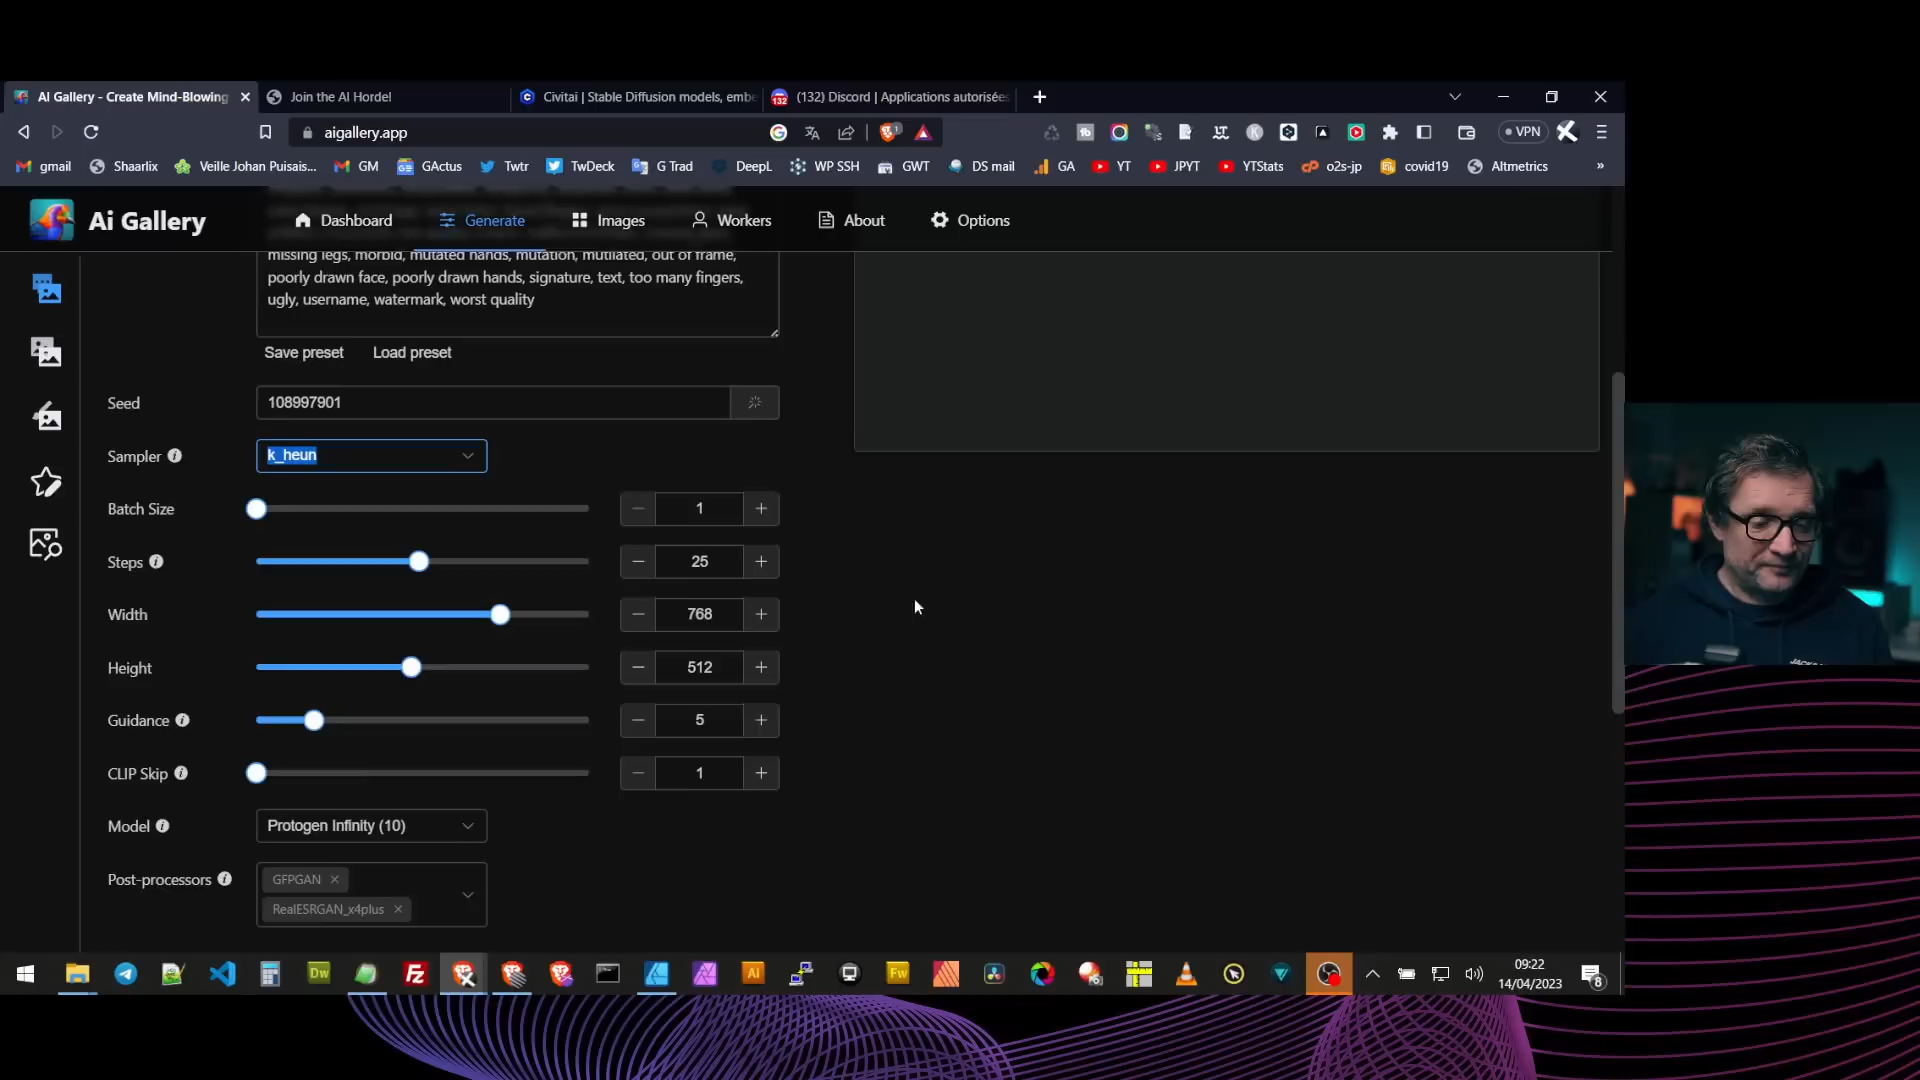 AI Gallery - Create Mind-Blowing
Join the AI Horde!
Civitai | Stable Diffusion models, embe
(132) Discord | Applications autorisées
aigallery.app
VPN
gmail
Shaarlix
Veille Johan Puisais...
GM
GActus
Twtr
TwDeck
G Trad
DeepL
WP SSH
GWT
DS mail
GA
YT
JPYT
YTStats
o2s-jp
covid19
Altmetrics
»
Ai Gallery
Dashboard
Generate
Images
Workers
About
Options
missing legs, morbid, mutated hands, mutation, mutilated, out of frame,
poorly drawn face, poorly drawn hands, signature, text, too many fingers,
ugly, username, watermark, worst quality
Save preset
Load preset
Seed
108997901
Sampler
k_heun
Batch Size
1
Steps
25
Width
768
Height
512
Guidance
5
CLIP Skip
1
Model
Protogen Infinity (10)
Post-processors
GFPGAN
RealESRGAN_x4plus
09:22
14/04/2023
8